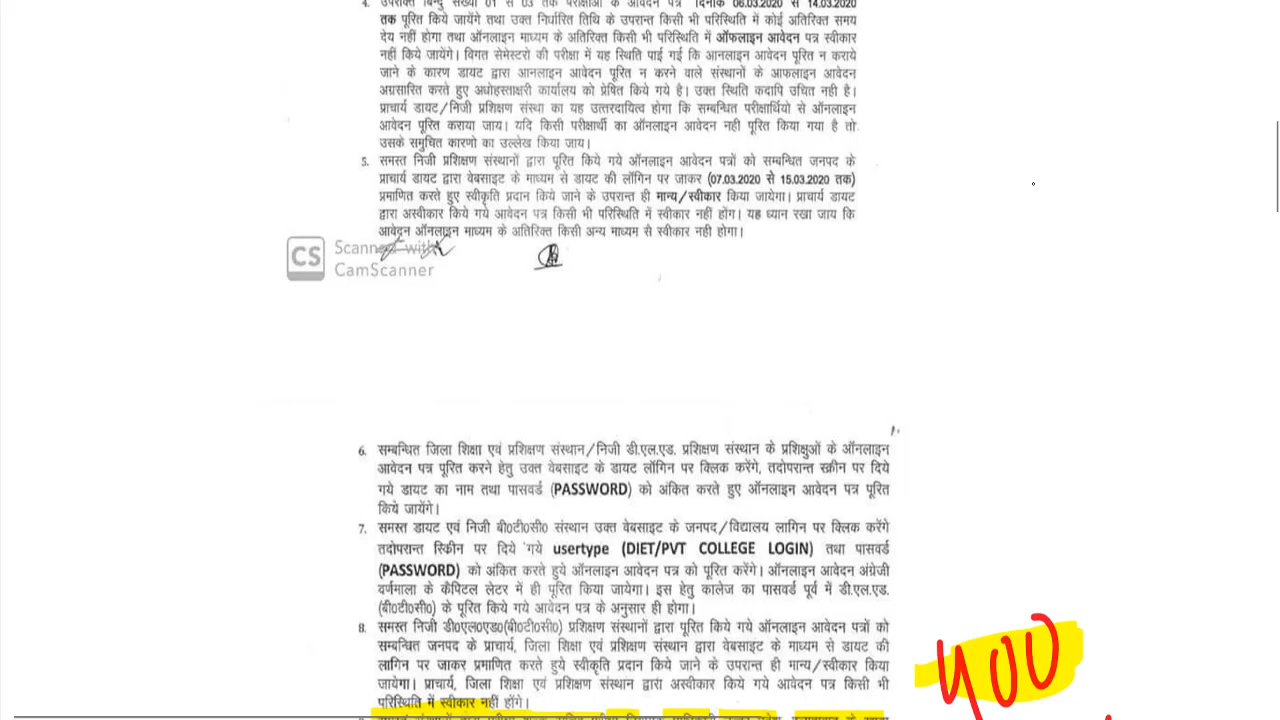 4. उपरोक्त बिन्दु संख्या 01 से 03 तक परीक्षाओं के आवेदन पत्र दिनांक 06.03.2020 से 14.03.2020
तक पूरित किये जायेंगे तथा उक्त निर्धारित तिथि के उपरान्त किसी भी परिस्थिति में कोई अतिरिक्त समय
देय नहीं होगा तथा ऑनलाइन माध्यम के अतिरिक्त किसी भी परिस्थिति में ऑफलाइन आवेदन पत्र स्वीकार
नहीं किये जायेंगे। विगत सेमेस्टरो की परीक्षा में यह स्थिति पाई गई कि आनलाइन आवेदन पूरित न कराये
जाने के कारण डायट द्वारा आनलाइन आवेदन पूरित न करने वाले संस्थानों के आफलाइन आवेदन
अग्रसारित करते हुए अधोहस्ताक्षरी कार्यालय को प्रेषित किये गये है। उक्त स्थिति कदापि उचित नही है।
प्राचार्य डायट/निजी प्रशिक्षण संस्था का यह उत्तरदायित्व होगा कि सम्बन्धित परीक्षार्थियो से ऑनलाइन
आवेदन पूरित कराया जाय। यदि किसी परीक्षार्थी का ऑनलाइन आवेदन नही पूरित किया गया है तो
उसके समुचित कारणो का उल्लेख किया जाय।
5. समस्त निजी प्रशिक्षण संस्थानों द्वारा पूरित किये गये ऑनलाइन आवेदन पत्रों को सम्बन्धित जनपद के
प्राचार्य डायट द्वारा वेबसाइट के माध्यम से डायट की लॉगिन पर जाकर (07.03.2020 से 15.03.2020 तक)
प्रमाणित करते हुए स्वीकृति प्रदान किये जाने के उपरान्त ही मान्य/स्वीकार किया जायेगा। प्राचार्य डायट
द्वारा अस्वीकार किये गये आवेदन पत्र किसी भी परिस्थिति में स्वीकार नहीं होंग। यह ध्यान रखा जाय कि
आवेदन ऑनलाइन माध्यम के अतिरिक्त किसी अन्य माध्यम से स्वीकार नही होगा।
CS Scanned with
CamScanner
6. सम्बन्धित जिला शिक्षा एवं प्रशिक्षण संस्थान/निजी डी.एल.एड. प्रशिक्षण संस्थान के प्रशिक्षुओं के ऑनलाइन
आवेदन पत्र पूरित करने हेतु उक्त वेबसाइट के डायट लॉगिन पर क्लिक करेंगे, तदोपरान्त स्क्रीन पर दिये
गये डायट का नाम तथा पासवर्ड (PASSWORD) को अंकित करते हुए ऑनलाइन आवेदन पत्र पूरित
किये जायेंगे।
7. समस्त डायट एवं निजी बी0टी0सी0 संस्थान उक्त वेबसाइट के जनपद/विद्यालय लागिन पर क्लिक करेंगे
तदोपरान्त स्क्रिीन पर दिये गये usertype (DIET/PVT COLLEGE LOGIN) तथा पासवर्ड
(PASSWORD) को अंकित करते हुये ऑनलाइन आवेदन पत्र को पूरित करेंगे। ऑनलाइन आवेदन अंग्रेजी
वर्णमाला के कैपिटल लेटर में ही पूरित किया जायेगा। इस हेतु कालेज का पासवर्ड पूर्व में डी.एल.एड.
(बी0टी0सी0) के पूरित किये गये आवेदन पत्र के अनुसार ही होगा।
8. समस्त निजी डी0एल0एड0(बी0टी0सी0) प्रशिक्षण संस्थानों द्वारा पूरित किये गये ऑनलाइन आवेदन पत्रों को
सम्बन्धित जनपद के प्राचार्य, जिला शिक्षा एवं प्रशिक्षण संस्थान द्वारा वेबसाइट के माध्यम से डायट की
लागिन पर जाकर प्रमाणित करते हुये स्वीकृति प्रदान किये जाने के उपरान्त ही मान्य/स्वीकार किया
जायेगा। प्राचार्य, जिला शिक्षा एवं प्रशिक्षण संस्थान द्वारा अस्वीकार किये गये आवेदन पत्र किसी भी
परिस्थिति में स्वीकार नहीं होंगे।
400